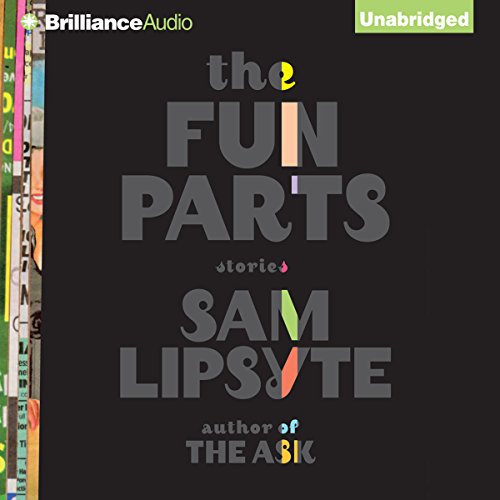 BrillianceAudio
Unabridged
the
FUN
PARTS
stories
SAM
LIPSYTE
author of
THE ASK